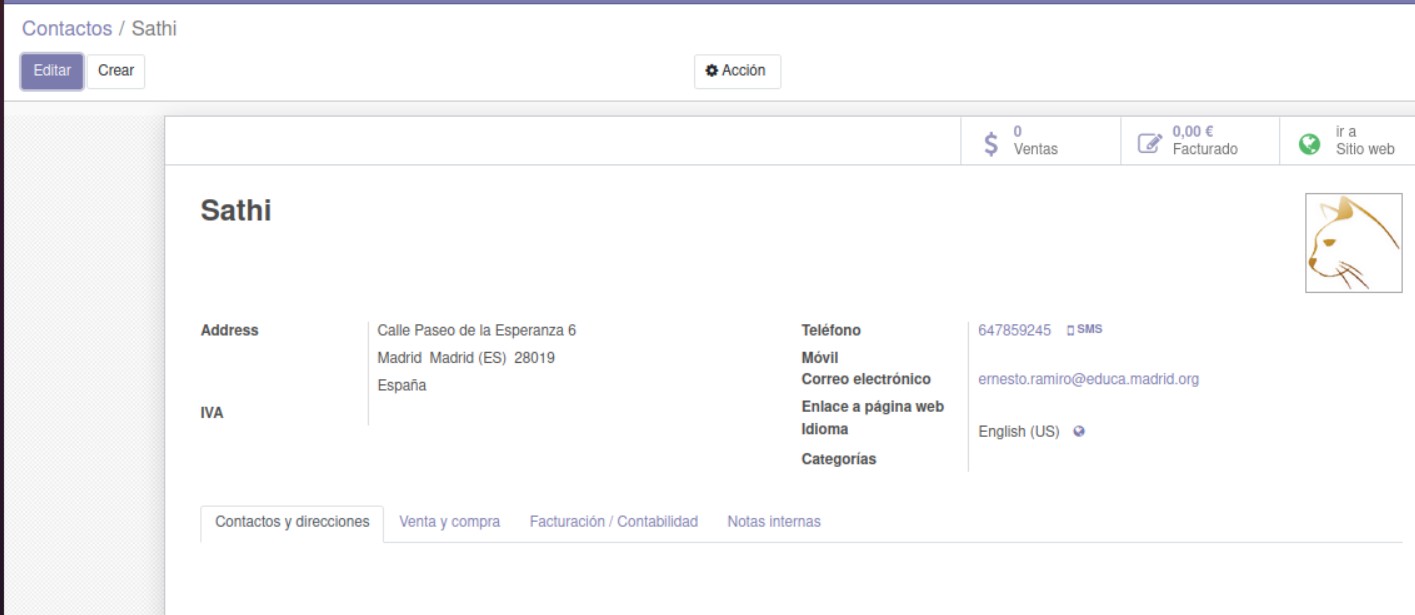 Contactos / Sathi
Editar Crear Acción
0 Ventas
0,00 € Facturado
ir a Sitio web
Sathi
Address Calle Paseo de la Esperanza 6
Madrid Madrid (ES) 28019
España
IVA
Teléfono 647859245 SMS
Móvil
Correo electrónico ernesto.ramiro@educa.madrid.org
Enlace a página web
Idioma English (US)
Categorías
Contactos y direcciones Venta y compra Facturación / Contabilidad Notas internas